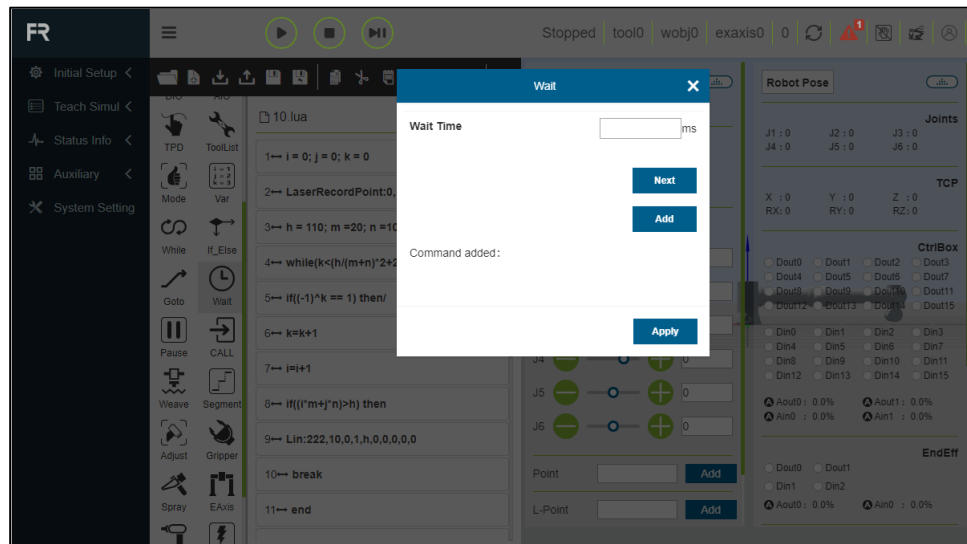 FR
Stopped tool0 wobj0 exaxis0 0 1
Initial Setup
Teach Simul
Status Info
Auxiliary
System Setting
TPD ToolList
Mode Var
While If_Else
Goto Wait
Pause CALL
Weave Segment
Adjust Gripper
Spray EAxis
10.lua
1 i = 0; j = 0; k = 0
2 LaserRecordPoint:0,
3 h = 110; m =20; n =10
4 while(k<(h/(m+n)*2+2
5 if((-1)^k == 1) then/
6 k=k+1
7 i=i+1
8 if((i*m+j*n)>h) then
9 Lin:222,10,0,1,h,0,0,0,0,0
10 break
11 end
Wait
Wait Time ms
Next
Add
Command added:
Apply
J4 0
J5 0
J6 0
Point Add
L-Point Add
Robot Pose
Joints
J1 : 0 J2 : 0 J3 : 0
J4 : 0 J5 : 0 J6 : 0
TCP
X : 0 Y : 0 Z : 0
RX: 0 RY: 0 RZ: 0
CtrlBox
Dout0 Dout1 Dout2 Dout3
Dout4 Dout5 Dout6 Dout7
Dout8 Dout9 Dout10 Dout11
Dout12 Dout13 Dout14 Dout15
Din0 Din1 Din2 Din3
Din4 Din5 Din6 Din7
Din8 Din9 Din10 Din11
Din12 Din13 Din14 Din15
Aout0 : 0.0% Aout1 : 0.0%
Ain0 : 0.0% Ain1 : 0.0%
EndEff
Dout0 Dout1
Din1 Din2
Aout0 : 0.0% Ain0 : 0.0%